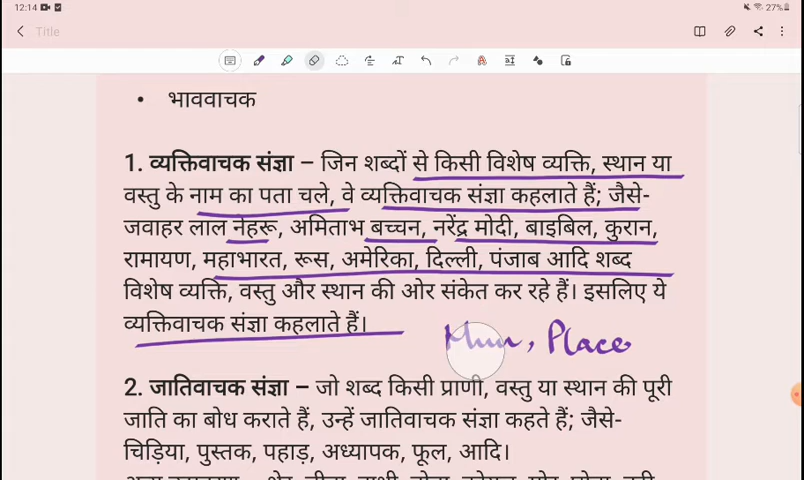 12:14 27%
Title
• भाववाचक
1. व्यक्तिवाचक संज्ञा – जिन शब्दों से किसी विशेष व्यक्ति, स्थान या
वस्तु के नाम का पता चले, वे व्यक्तिवाचक संज्ञा कहलाते हैं; जैसे-
जवाहर लाल नेहरू, अमिताभ बच्चन, नरेंद्र मोदी, बाइबिल, कुरान,
रामायण, महाभारत, रूस, अमेरिका, दिल्ली, पंजाब आदि शब्द
विशेष व्यक्ति, वस्तु और स्थान की ओर संकेत कर रहे हैं। इसलिए ये
व्यक्तिवाचक संज्ञा कहलाते हैं।
, Place
2. जातिवाचक संज्ञा – जो शब्द किसी प्राणी, वस्तु या स्थान की पूरी
जाति का बोध कराते हैं, उन्हें जातिवाचक संज्ञा कहते हैं; जैसे-
चिड़िया, पुस्तक, पहाड़, अध्यापक, फूल, आदि।